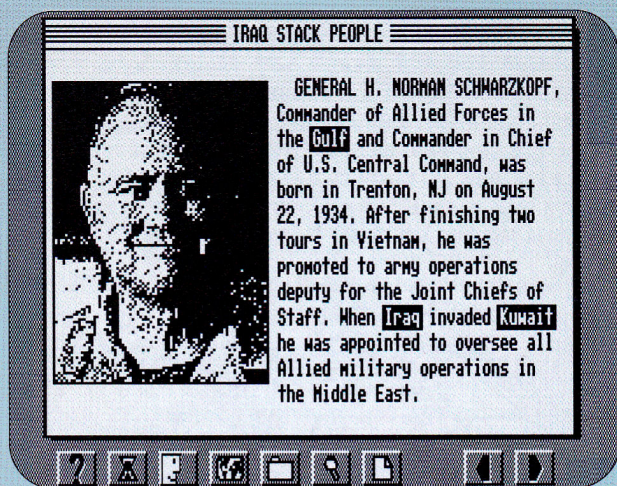 IRAQ STACK PEOPLE
GENERAL H. NORMAN SCHWARZKOPF,
Commander of Allied Forces in
the Gulf and Commander in Chief
of U.S. Central Command, was
born in Trenton, NJ on August
22, 1934. After finishing two
tours in Vietnam, he was
promoted to army operations
deputy for the Joint Chiefs of
Staff. When Iraq invaded Kuwait
he was appointed to oversee all
Allied military operations in
the Middle East.
?